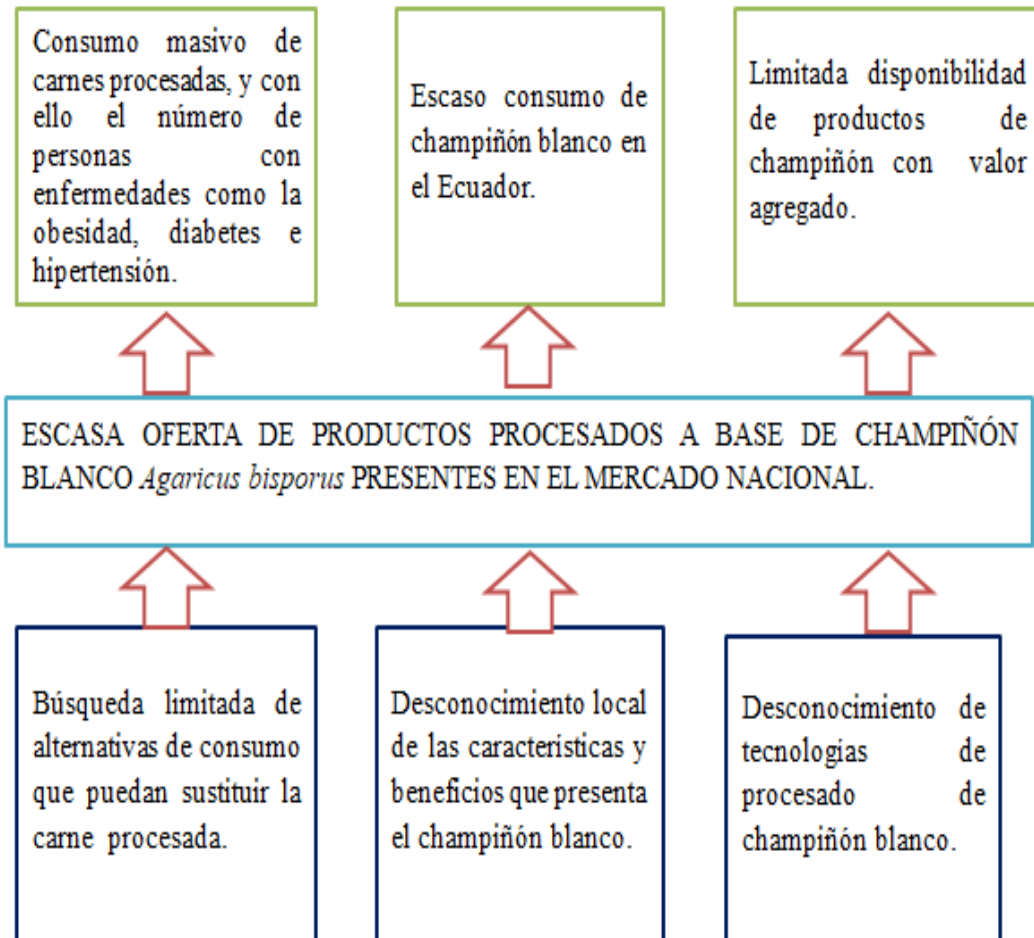 Consumo masivo de
carnes procesadas, y con
ello el número de
personas con
enfermedades como la
obesidad, diabetes e
hipertensión.
Escaso consumo de
champiñón blanco en
el Ecuador.
Limitada disponibilidad
de productos de
champiñón con valor
agregado.
ESCASA OFERTA DE PRODUCTOS PROCESADOS A BASE DE CHAMPIÑÓN
BLANCO Agaricus bisporus PRESENTES EN EL MERCADO NACIONAL.
Búsqueda limitada de
alternativas de consumo
que puedan sustituir la
carne procesada.
Desconocimiento local
de las características y
beneficios que presenta
el champiñón blanco.
Desconocimiento de
tecnologías de
procesado de
champiñón blanco.